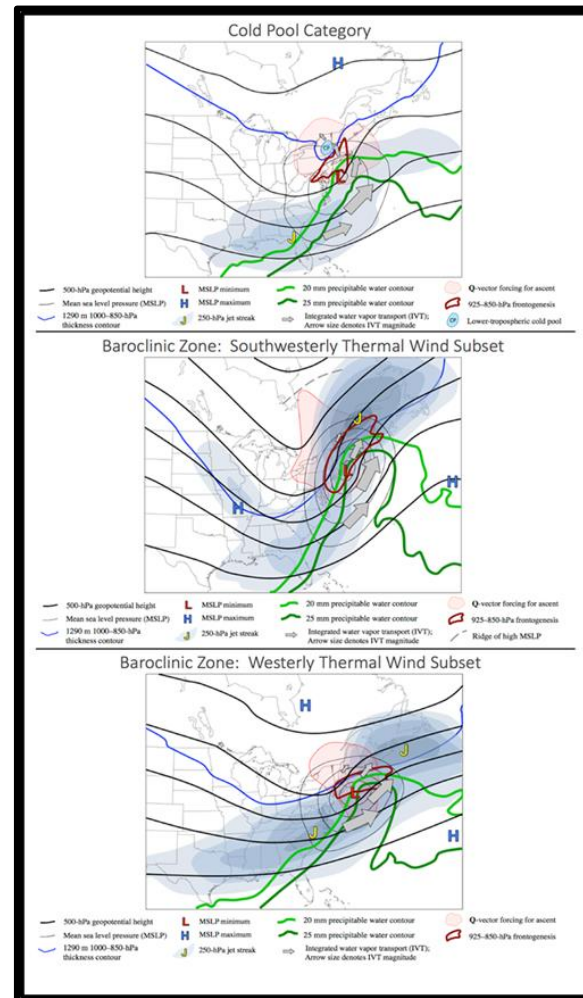 Cold Pool Category
H
CP
L
J
500-hPa geopotential height
Mean sea level pressure (MSLP)
1290 m 1000–850-hPa
thickness contour
L MSLP minimum
H MSLP maximum
J 250-hPa jet streak
20 mm precipitable water contour
25 mm precipitable water contour
Integrated water vapor transport (IVT);
Arrow size denotes IVT magnitude
Q-vector forcing for ascent
925–850-hPa frontogenesis
CP Lower-tropospheric cold pool
Baroclinic Zone: Southwesterly Thermal Wind Subset
J
L
H
H
500-hPa geopotential height
Mean sea level pressure (MSLP)
1290 m 1000–850-hPa
thickness contour
L MSLP minimum
H MSLP maximum
J 250-hPa jet streak
20 mm precipitable water contour
25 mm precipitable water contour
Integrated water vapor transport (IVT);
Arrow size denotes IVT magnitude
Q-vector forcing for ascent
925–850-hPa frontogenesis
Ridge of high MSLP
Baroclinic Zone: Westerly Thermal Wind Subset
H
J
L
J
H
500-hPa geopotential height
Mean sea level pressure (MSLP)
1290 m 1000–850-hPa
thickness contour
L MSLP minimum
H MSLP maximum
J 250-hPa jet streak
20 mm precipitable water contour
25 mm precipitable water contour
Integrated water vapor transport (IVT);
Arrow size denotes IVT magnitude
Q-vector forcing for ascent
925–850-hPa frontogenesis